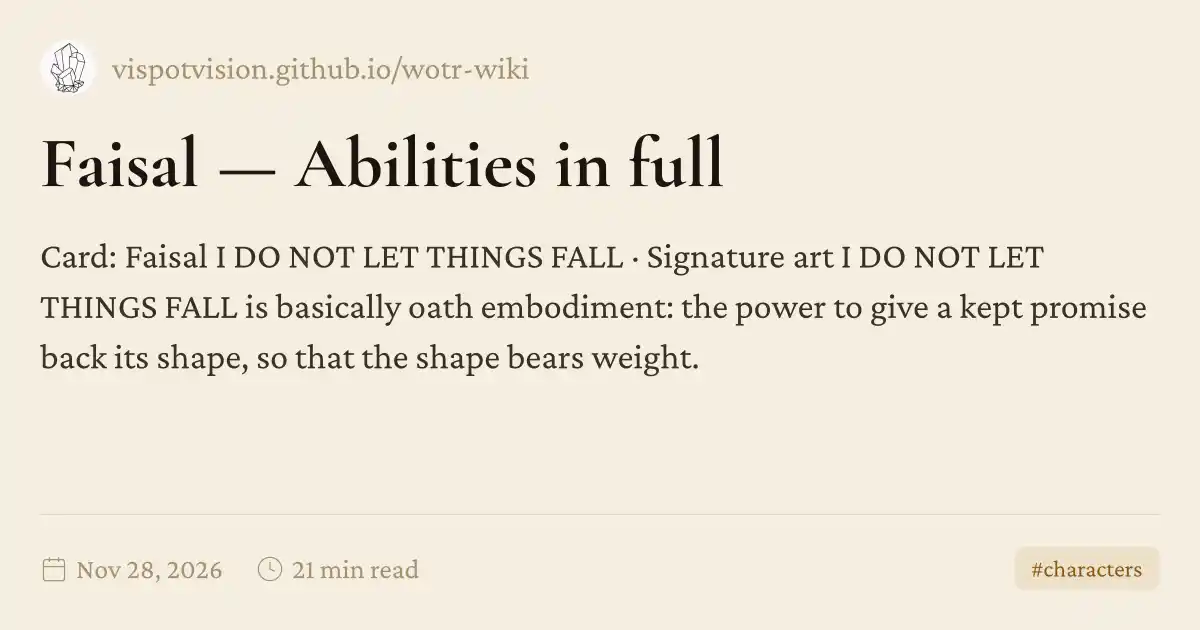 vispotvision.github.io/wotr-wiki
Faisal — Abilities in full
Card: Faisal I DO NOT LET THINGS FALL · Signature art I DO NOT LET
THINGS FALL is basically oath embodiment: the power to give a kept promise
back its shape, so that the shape bears weight.
Nov 28, 2026
21 min read
#characters